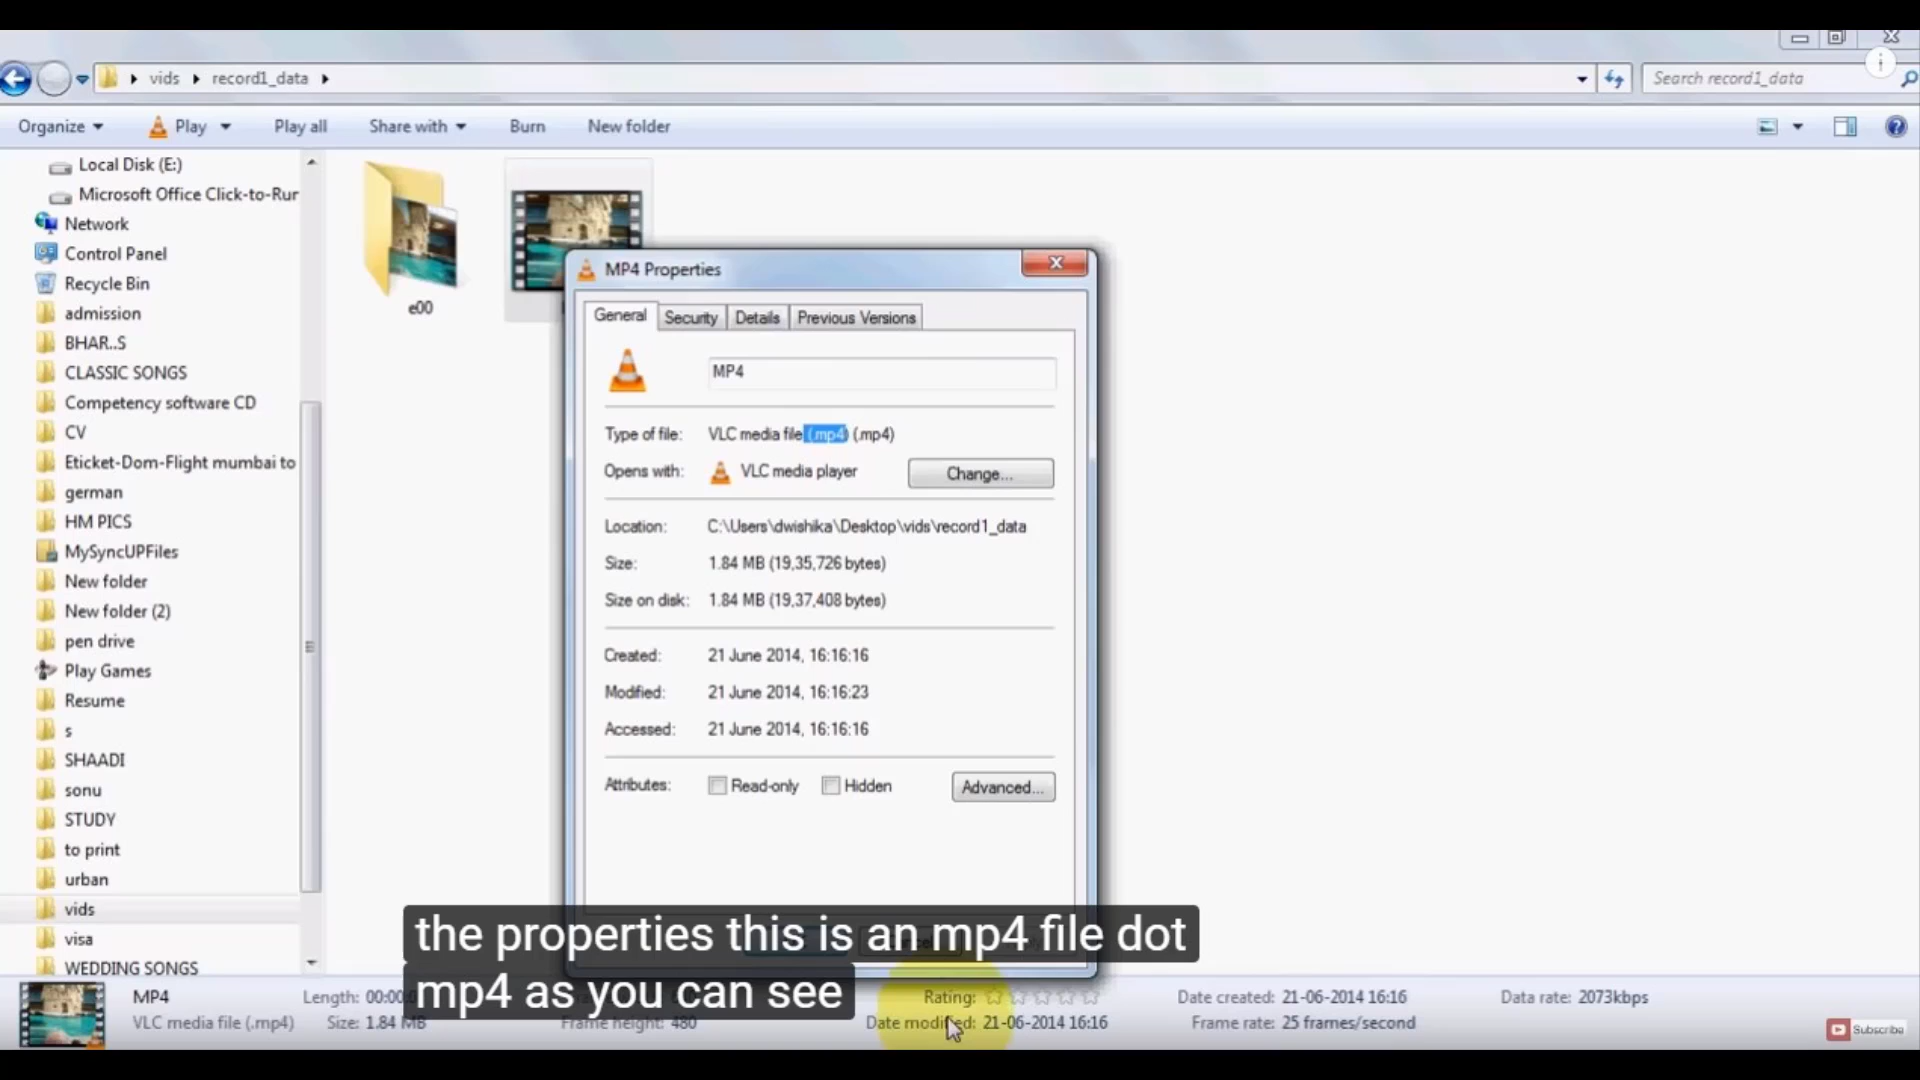 vids
record1_data
Search record1_data
Organize
Play
Play all
Share with
Burn
New folder
Local Disk (E:)
Microsoft Office Click-to-Rur
Network
Control Panel
Recycle Bin
admission
BHAR..S
CLASSIC SONGS
Competency software CD
CV
Eticket-Dom-Flight mumbai to
german
HM PICS
MySyncUPFiles
New folder
New folder (2)
pen drive
Play Games
Resume
s
SHAADI
sonu
STUDY
to print
urban
vids
visa
WEDDING SONGS
e00
MP4 Properties
General Security Details Previous Versions
MP4
Type of file: VLC media file (.mp4) (.mp4)
Opens with: VLC media player Change...
Location: C:\Users\dwishika\Desktop\vids\record1_data
Size: 1.84 MB (19,35,726 bytes)
Size on disk: 1.84 MB (19,37,408 bytes)
Created: 21 June 2014, 16:16:16
Modified: 21 June 2014, 16:16:23
Accessed: 21 June 2014, 16:16:16
Attributes: Read-only Hidden Advanced...
the properties this is an mp4 file dot
mp4 as you can see
MP4 Length: Rating: Date created: 21-06-2014 16:16 Data rate: 2073kbps
VLC media file (.mp4) Size: 1.84 MB Frame height: 480 Date modified: 21-06-2014 16:16 Frame rate: 25 frames/second
Subscribe